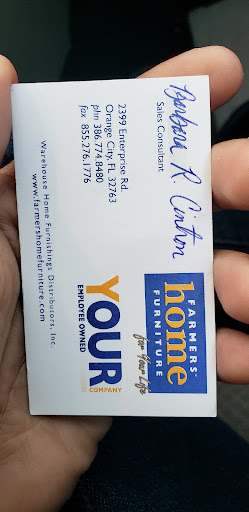 Barbara R. Cinton
Sales Consultant
2399 Enterprise Rd.
Orange City, FL 32763
phn 386.774.8480
fax 855.276.1776
FARMERS
home
FURNITURE
for Your Life
YOUR
COMPANY
EMPLOYEE OWNED
Warehouse Home Furnishings Distributors, Inc.
www.farmershomefurniture.com